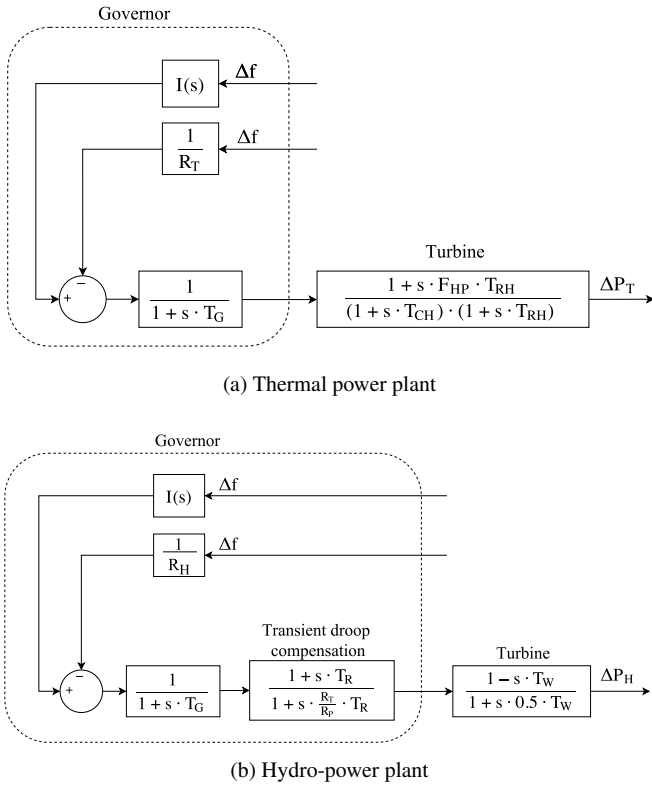 Governor
I(s)
Δf
1
R_T
Δf
−
+
1
1 + s · T_G
Turbine
1 + s · F_HP · T_RH
(1 + s · T_CH) · (1 + s · T_RH)
ΔP_T
(a) Thermal power plant
Governor
I(s)
Δf
1
R_H
Δf
−
+
1
1 + s · T_G
Transient droop
compensation
1 + s · T_R
1 + s · R_T/R_P · T_R
Turbine
1 − s · T_W
1 + s · 0.5 · T_W
ΔP_H
(b) Hydro-power plant